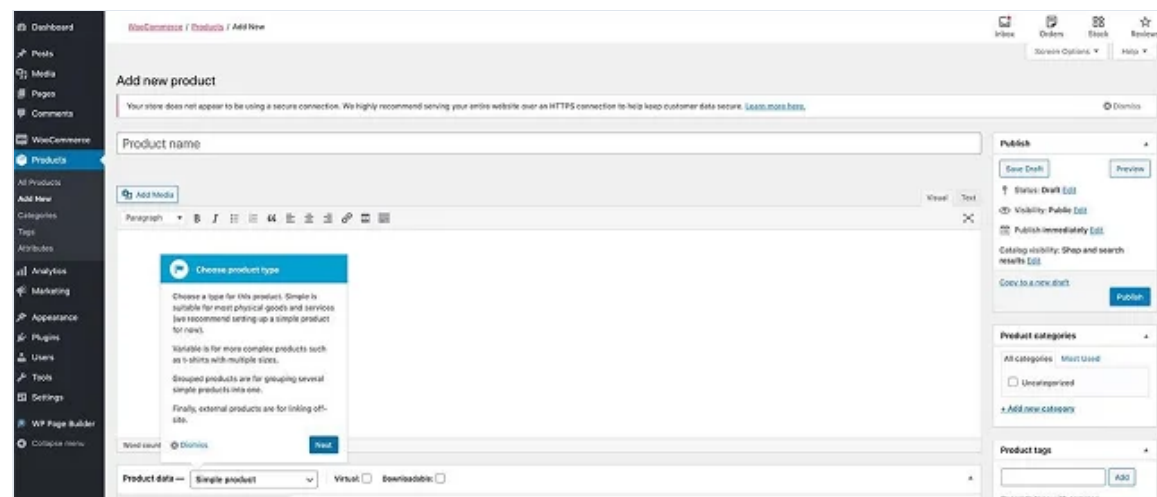 Dashboard
Posts
Media
Pages
Comments
WooCommerce
Products
All Products
Add New
Categories
Tags
Attributes
Analytics
Marketing
Appearance
Plugins
Users
Tools
Settings
WP Page Builder
Collapse menu
WooCommerce / Products / Add New
Inbox
Orders
Stock
Review
Screen Options
Help
Add new product
Your store does not appear to be using a secure connection. We highly recommend serving your entire website over an HTTPS connection to help keep customer data secure. Learn more here.
Dismiss
Product name
Add Media
Visual Text
Paragraph
Choose product type
Choose a type for this product. Simple is
suitable for most physical goods and services
(we recommend setting up a simple product
for now).
Variable is for more complex products such
as t-shirts with multiple sizes.
Grouped products are for grouping several
simple products into one.
Finally, external products are for linking off-
site.
Dismiss
Next
Word count
Product data — Simple product
Virtual:
Downloadable:
Publish
Save Draft
Preview
Status: Draft Edit
Visibility: Public Edit
Publish immediately Edit
Catalog visibility: Shop and search
results Edit
Copy to a new draft
Publish
Product categories
All categories Most Used
Uncategorized
+ Add new category
Product tags
Add